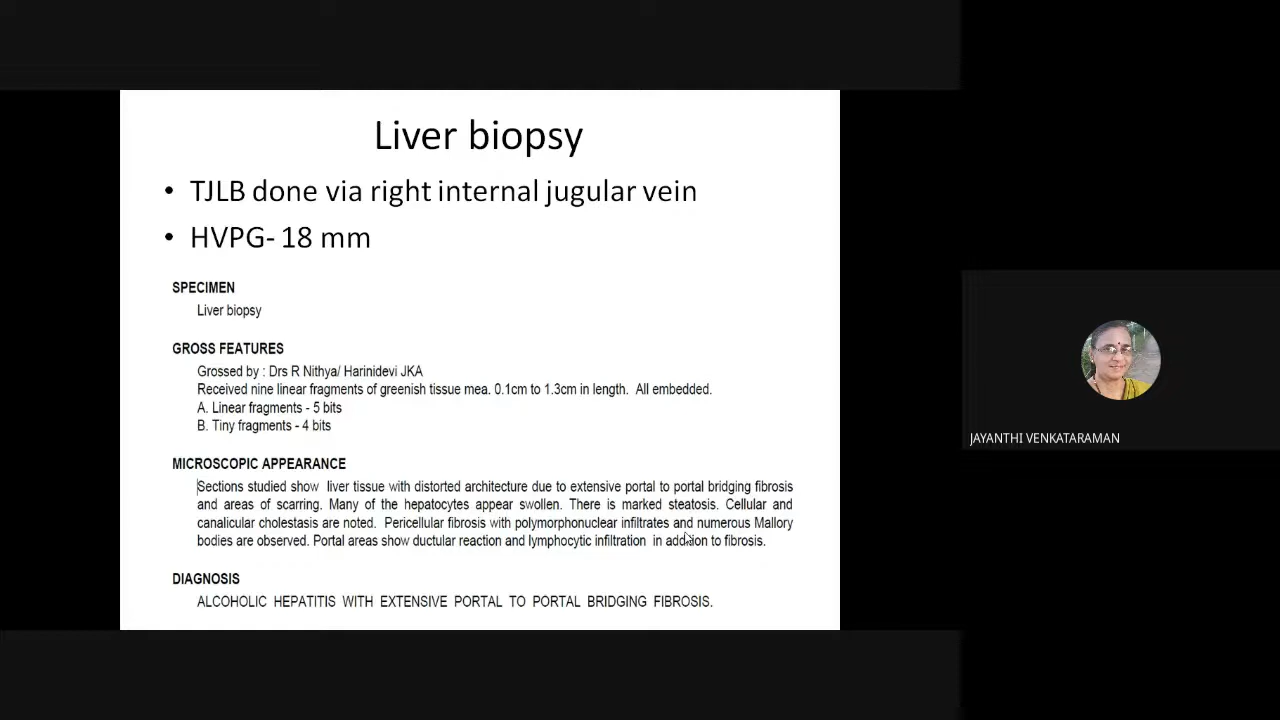 Liver biopsy
• TJLB done via right internal jugular vein
• HVPG- 18 mm
SPECIMEN
Liver biopsy
GROSS FEATURES
Grossed by : Drs R Nithya/ Harinidevi JKA
Received nine linear fragments of greenish tissue mea. 0.1cm to 1.3cm in length. All embedded.
A. Linear fragments - 5 bits
B. Tiny fragments - 4 bits
MICROSCOPIC APPEARANCE
Sections studied show liver tissue with distorted architecture due to extensive portal to portal bridging fibrosis
and areas of scarring. Many of the hepatocytes appear swollen. There is marked steatosis. Cellular and
canalicular cholestasis are noted. Pericellular fibrosis with polymorphonuclear infiltrates and numerous Mallory
bodies are observed. Portal areas show ductular reaction and lymphocytic infiltration in addition to fibrosis.
DIAGNOSIS
ALCOHOLIC HEPATITIS WITH EXTENSIVE PORTAL TO PORTAL BRIDGING FIBROSIS.
JAYANTHI VENKATARAMAN